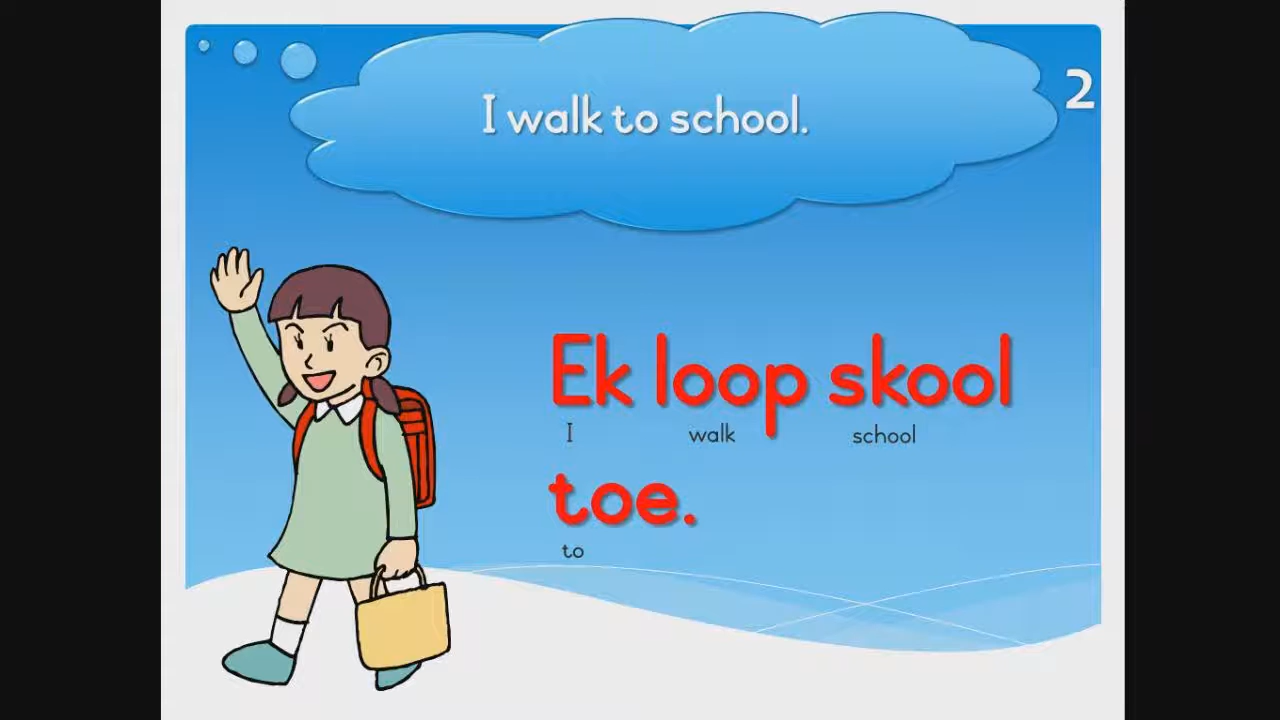 I walk to school.
2
Ek loop skool
I walk school
toe.
to